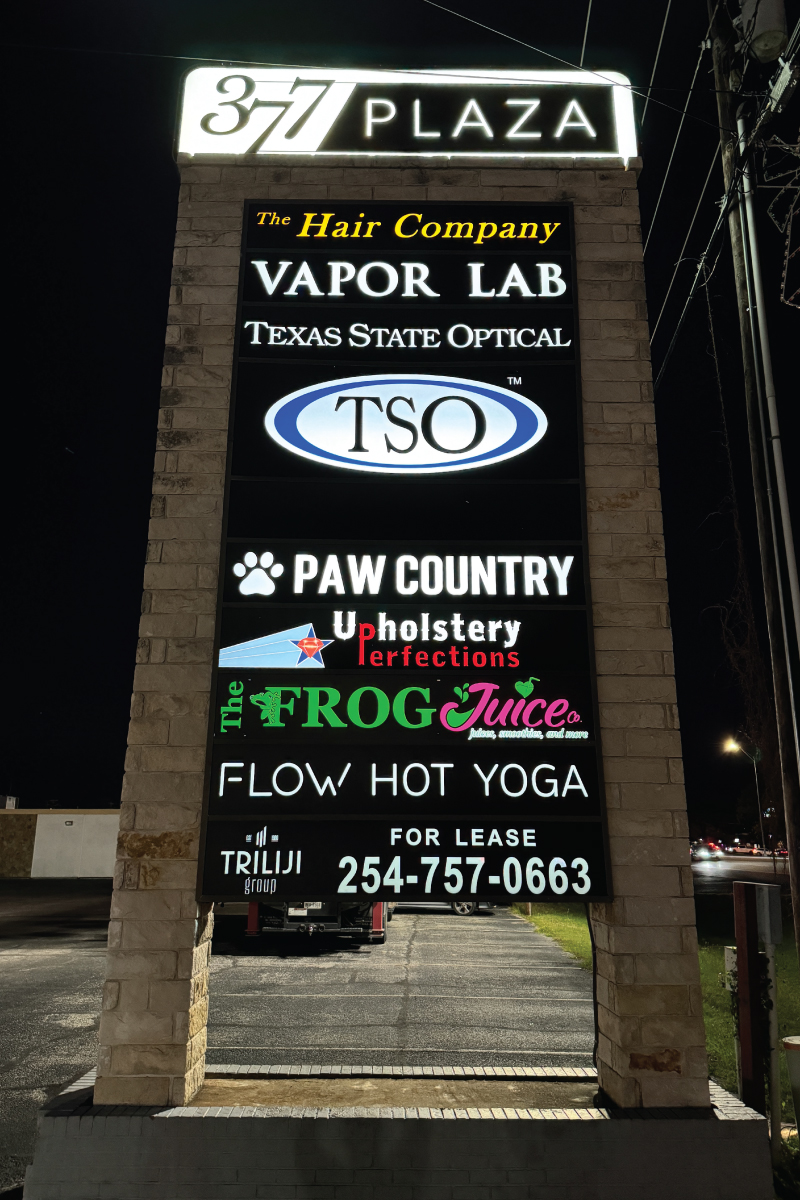 377 PLAZA
The Hair Company
VAPOR LAB
TEXAS STATE OPTICAL
TSO TM
PAW COUNTRY
Upholstery
Perfections
The FROG Juice Co.
juices, smoothies, and more
FLOW HOT YOGA
TRILIJI
group
FOR LEASE
254-757-0663